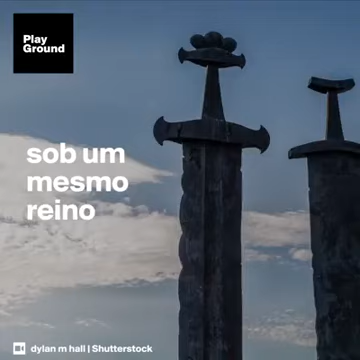 Play
Ground
sob um
mesmo
reino
dylan m hall | Shutterstock